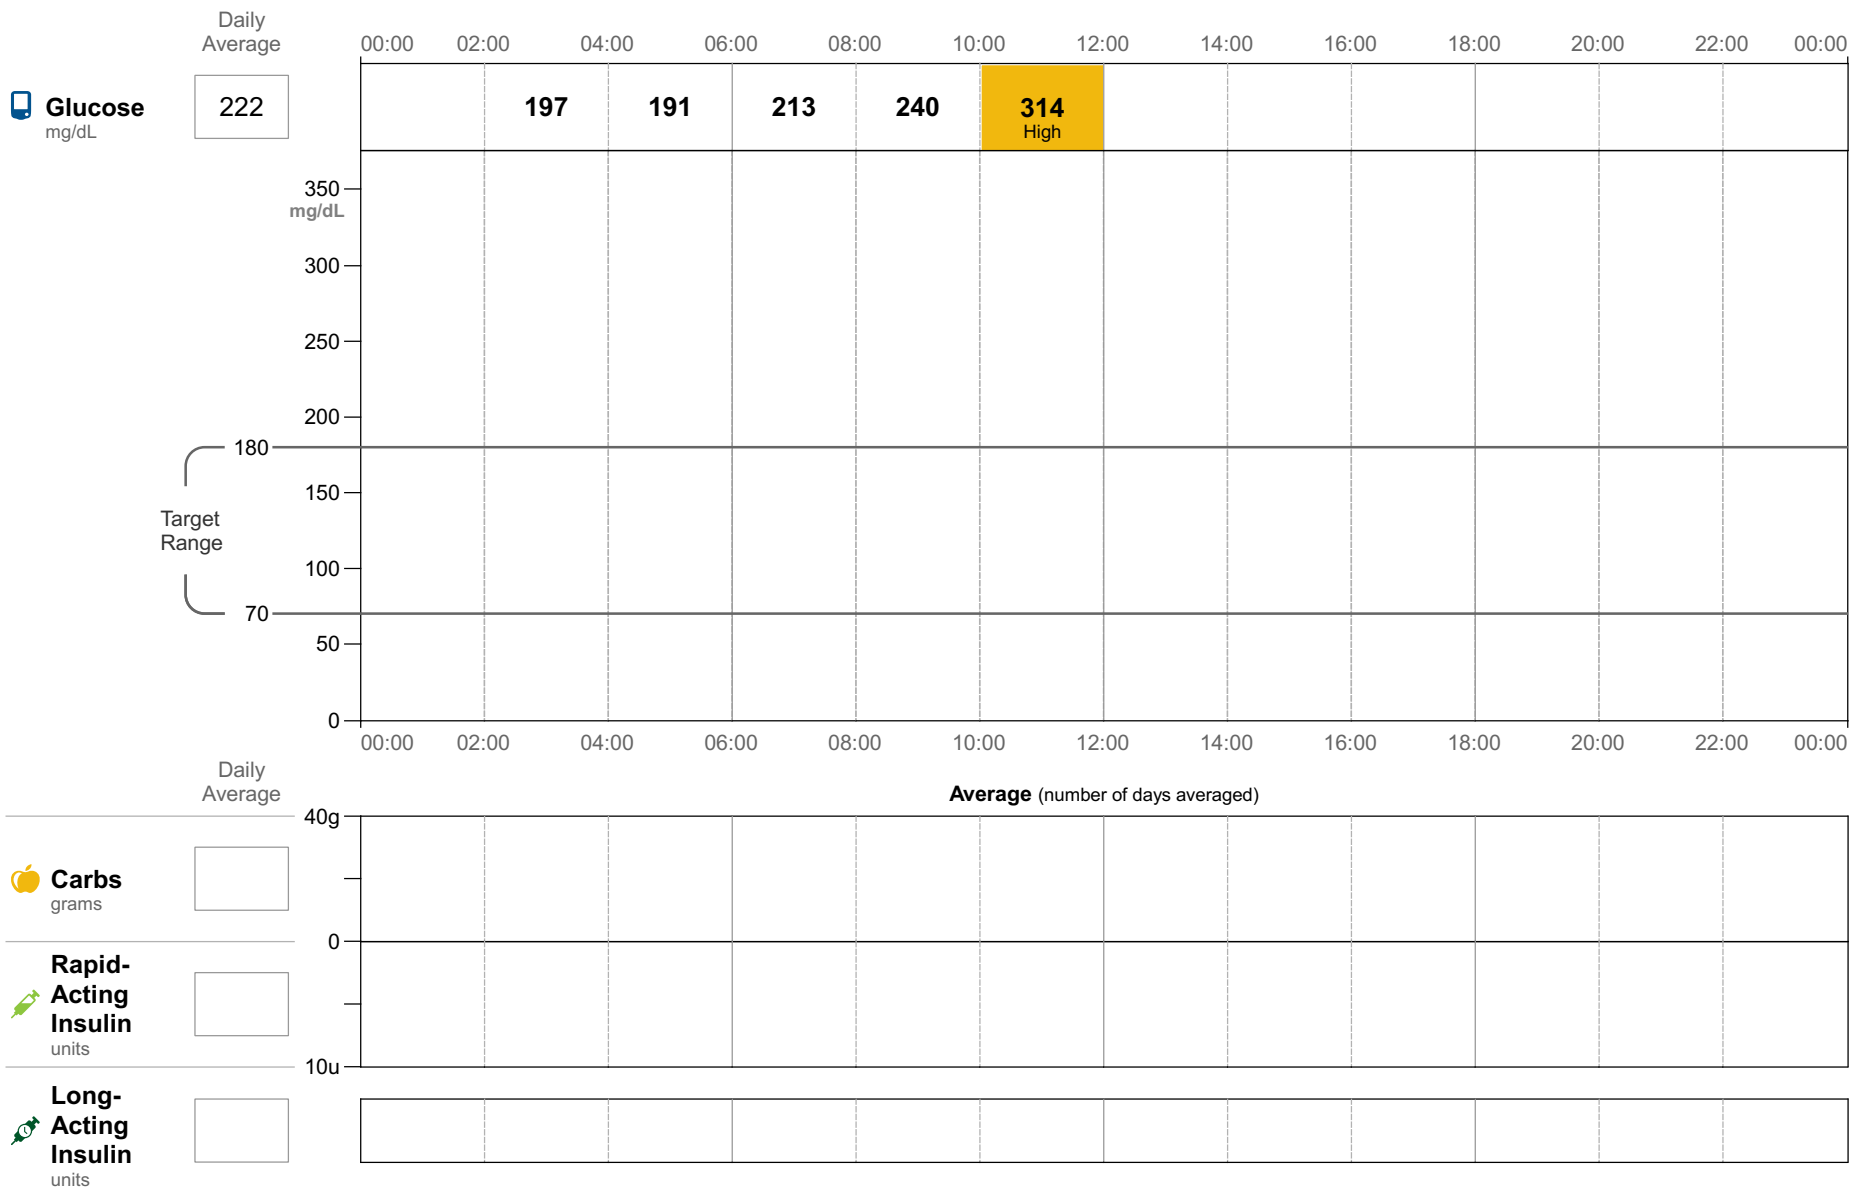 Daily
Average
00:00 02:00 04:00 06:00 08:00 10:00 12:00 14:00 16:00 18:00 20:00 22:00 00:00
Glucose
mg/dL
222
197 191 213 240 314
High
350
mg/dL
300
250
200
180
150
Target
Range
100
70
50
0
00:00 02:00 04:00 06:00 08:00 10:00 12:00 14:00 16:00 18:00 20:00 22:00 00:00
Daily
Average
Average (number of days averaged)
40g
Carbs
grams
0
Rapid-
Acting
Insulin
units
10u
Long-
Acting
Insulin
units